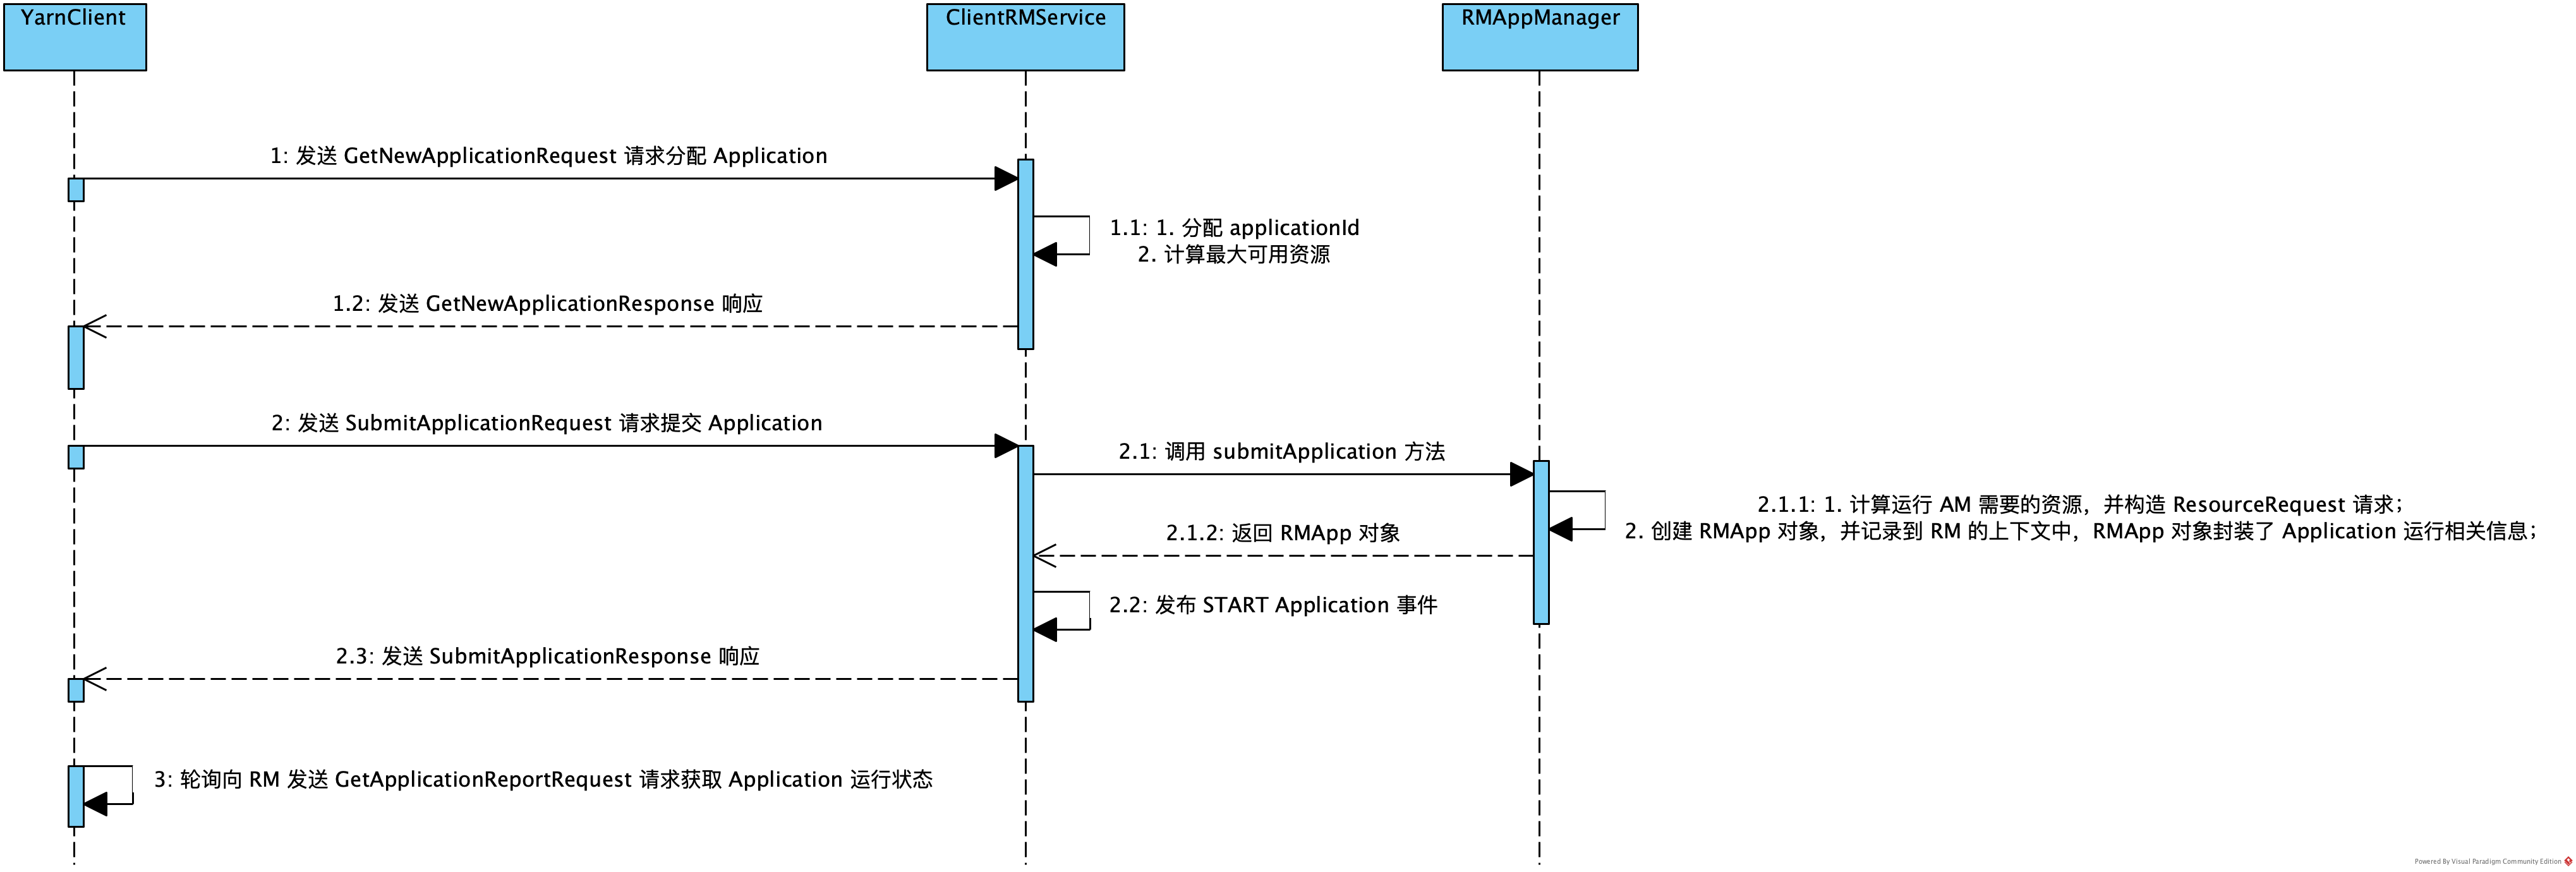 YarnClient
ClientRMService
RMAppManager
1: 发送 GetNewApplicationRequest 请求分配 Application
1.1: 1. 分配 applicationId
2. 计算最大可用资源
1.2: 发送 GetNewApplicationResponse 响应
2: 发送 SubmitApplicationRequest 请求提交 Application
2.1: 调用 submitApplication 方法
2.1.1: 1. 计算运行 AM 需要的资源，并构造 ResourceRequest 请求；
2. 创建 RMApp 对象，并记录到 RM 的上下文中，RMApp 对象封装了 Application 运行相关信息；
2.1.2: 返回 RMApp 对象
2.2: 发布 START Application 事件
2.3: 发送 SubmitApplicationResponse 响应
3: 轮询向 RM 发送 GetApplicationReportRequest 请求获取 Application 运行状态
Powered By Visual Paradigm Community Edition